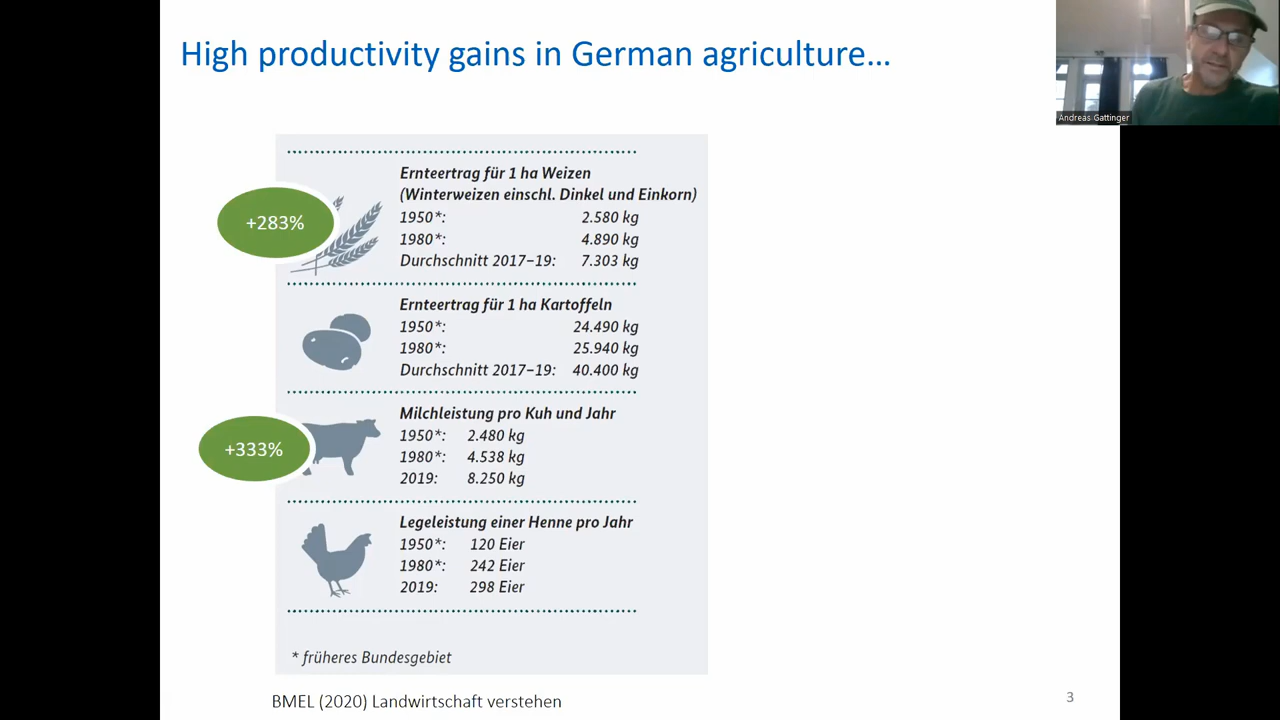 High productivity gains in German agriculture…
Andreas Gattinger
+283%
Ernteertrag für 1 ha Weizen
(Winterweizen einschl. Dinkel und Einkorn)
1950*: 2.580 kg
1980*: 4.890 kg
Durchschnitt 2017–19: 7.303 kg
Ernteertrag für 1 ha Kartoffeln
1950*: 24.490 kg
1980*: 25.940 kg
Durchschnitt 2017–19: 40.400 kg
+333%
Milchleistung pro Kuh und Jahr
1950*: 2.480 kg
1980*: 4.538 kg
2019: 8.250 kg
Legeleistung einer Henne pro Jahr
1950*: 120 Eier
1980*: 242 Eier
2019: 298 Eier
* früheres Bundesgebiet
BMEL (2020) Landwirtschaft verstehen
3